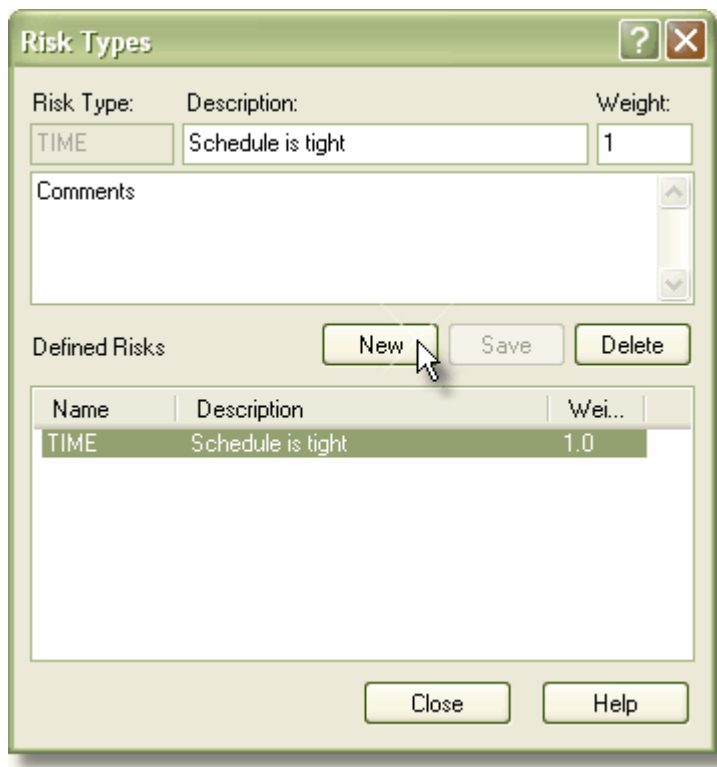 Risk Types
Risk Type: Description: Weight:
TIME Schedule is tight 1
Comments
Defined Risks New Save Delete
Name Description Wei...
TIME Schedule is tight 1.0
Close Help